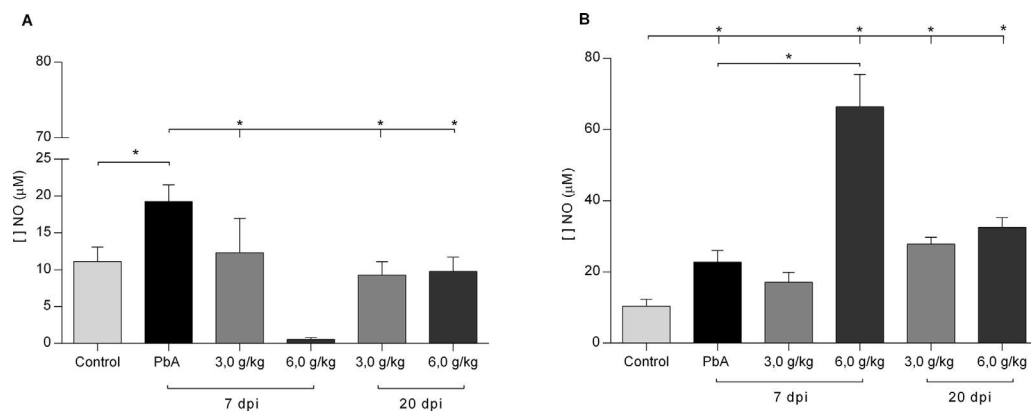 A
[ ] NO (µM)
80
70
25
20
15
10
5
0
*
*
*
*
Control
PbA
3,0 g/kg
6,0 g/kg
3,0 g/kg
6,0 g/kg
7 dpi
20 dpi
B
[ ] NO (µM)
80
60
40
20
0
*
*
*
*
*
Control
PbA
3,0 g/kg
6,0 g/kg
3,0 g/kg
6,0 g/kg
7 dpi
20 dpi